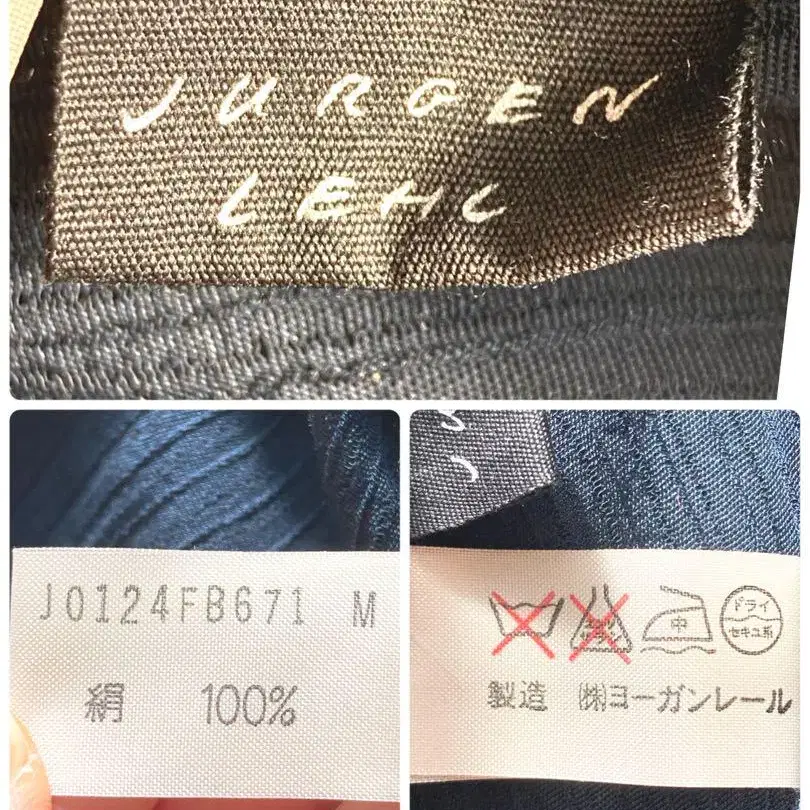 JURGEN
LEHL
J0124FB671 M
絹 100%
中
ドライ
セキユ系
製造 ㈱ヨーガンレール